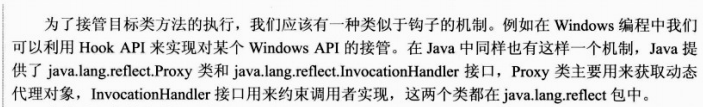 为了接管目标类方法的执行，我们应该有一种类似于钩子的机制。例如在 Windows 编程中我们
可以利用 Hook API 来实现对某个 Windows API 的接管。在 Java 中同样也有这样一个机制，Java 提
供了 java.lang.reflect.Proxy 类和 java.lang.reflect.InvocationHandler 接口，Proxy 类主要用来获取动态
代理对象，InvocationHandler 接口用来约束调用者实现，这两个类都在 java.lang.reflect 包中。